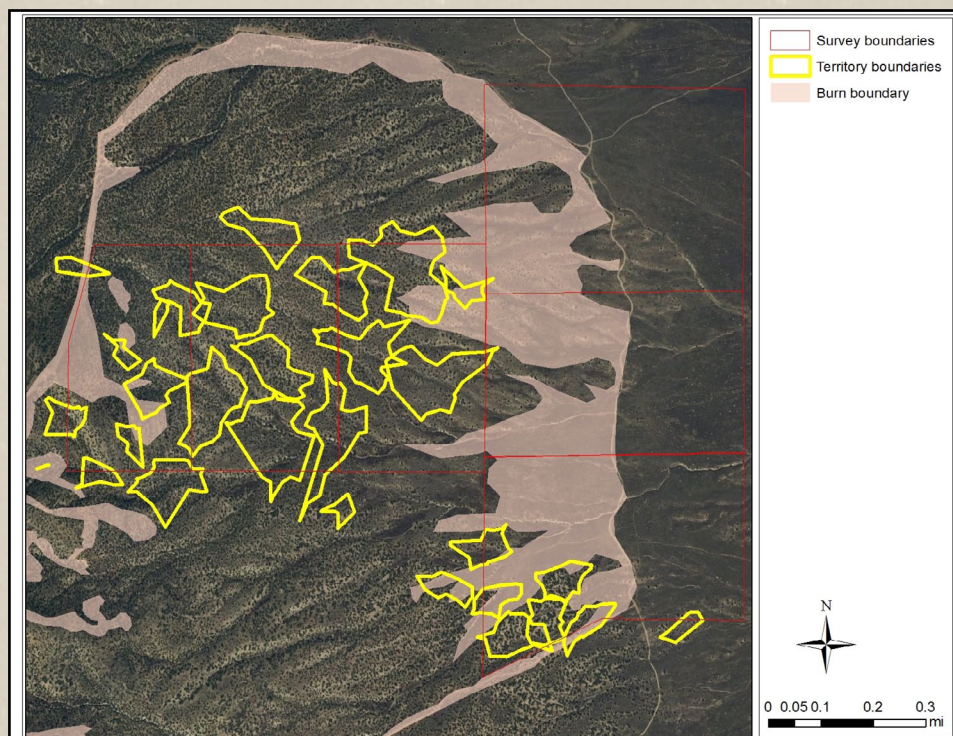 Survey boundaries
Territory boundaries
Burn boundary
N
0 0.05 0.1 0.2 0.3
mi